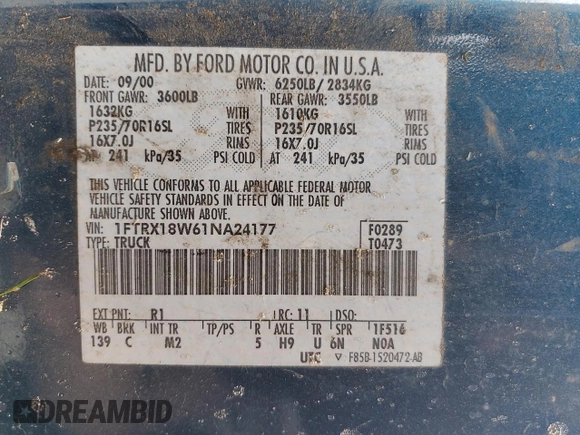 MFD. BY FORD MOTOR CO. IN U.S.A.
DATE: 09/00 GVWR: 6250LB/ 2834KG
FRONT GAWR: 3600LB REAR GAWR: 3550LB
1632KG WITH 1610KG WITH
P235/70R16SL TIRES P235/70R16SL TIRES
16X7.0J RIMS 16X7.0J RIMS
AT 241 kPa/35 PSI COLD AT 241 kPa/35 PSI COLD
THIS VEHICLE CONFORMS TO ALL APPLICABLE FEDERAL MOTOR
VEHICLE SAFETY STANDARDS IN EFFECT ON THE DATE OF
MANUFACTURE SHOWN ABOVE.
VIN: 1FTRX18W61NA24177 F0289
TYPE: TRUCK T0473
EXT PNT: R1 RC: 11 DSO:
WB BRK INT TR TP/PS R AXLE TR SPR 1F516
139 C M2 5 H9 U 6N NOA
UTC F85B-1520472-AB
DREAMBID